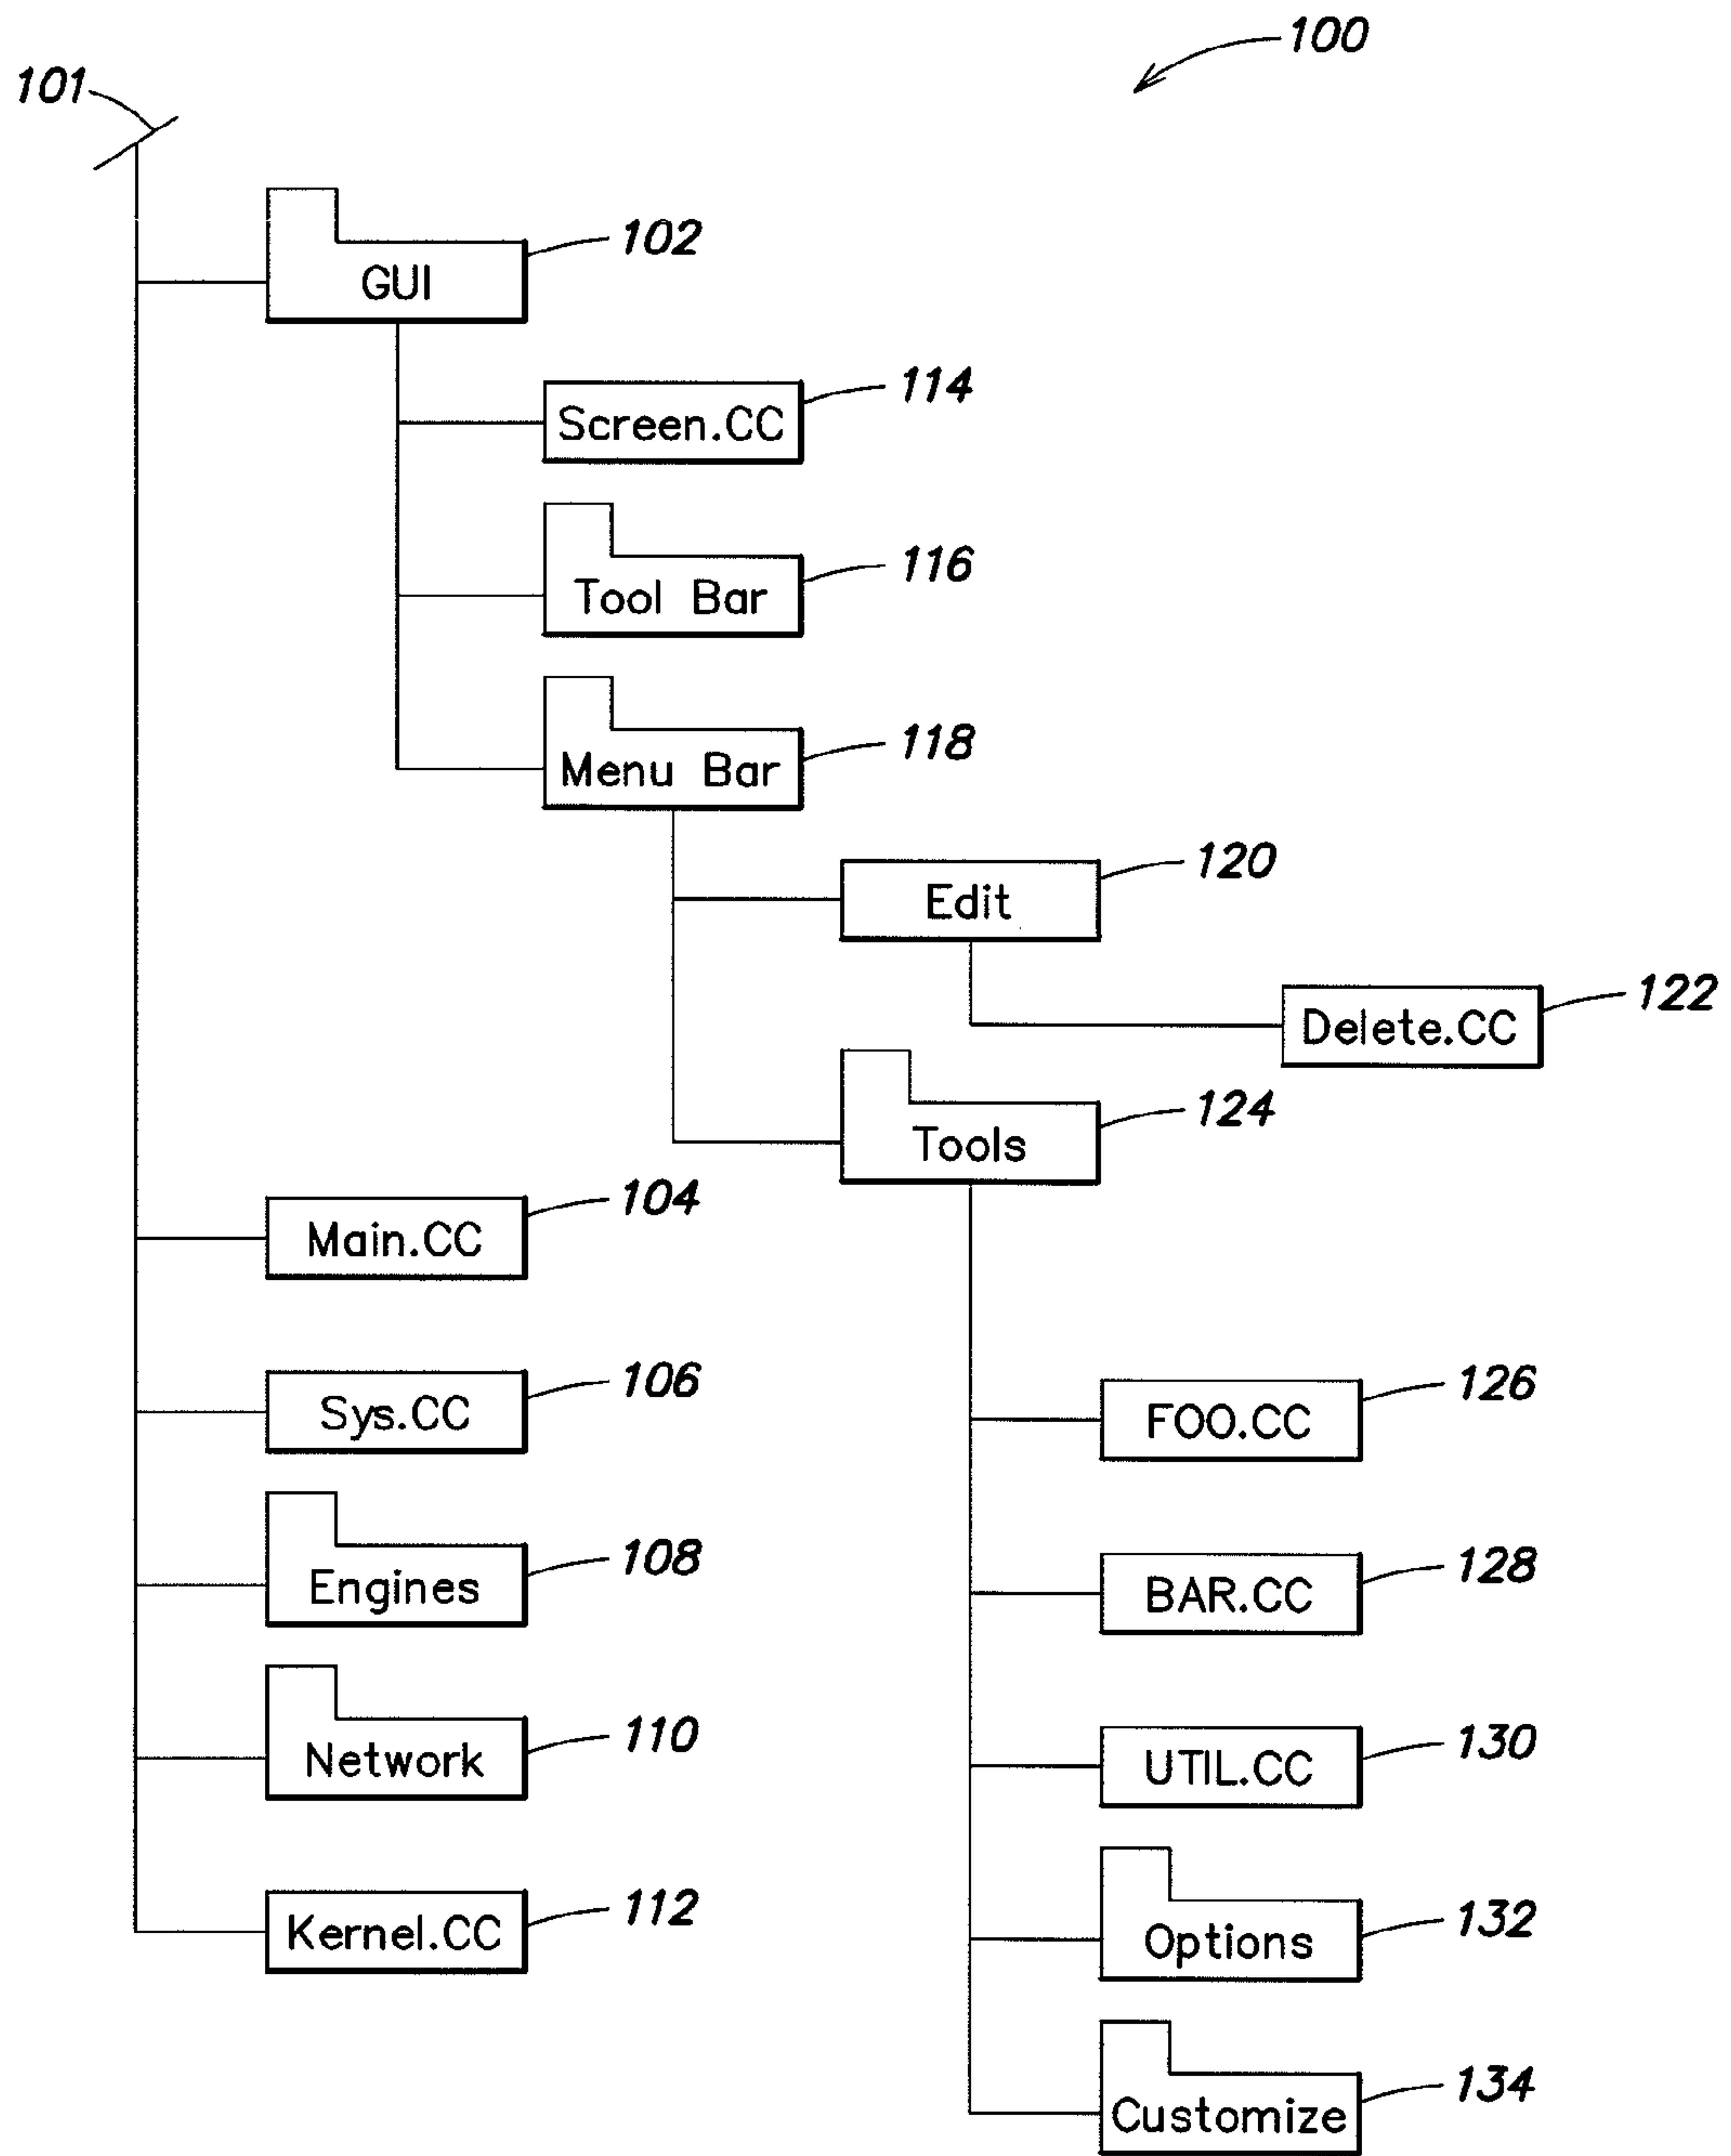 100
101
102
GUI
114
Screen.CC
116
Tool Bar
118
Menu Bar
120
Edit
122
Delete.CC
124
Tools
104
Main.CC
106
Sys.CC
126
FOO.CC
108
Engines
128
BAR.CC
110
Network
130
UTIL.CC
112
Kernel.CC
132
Options
134
Customize